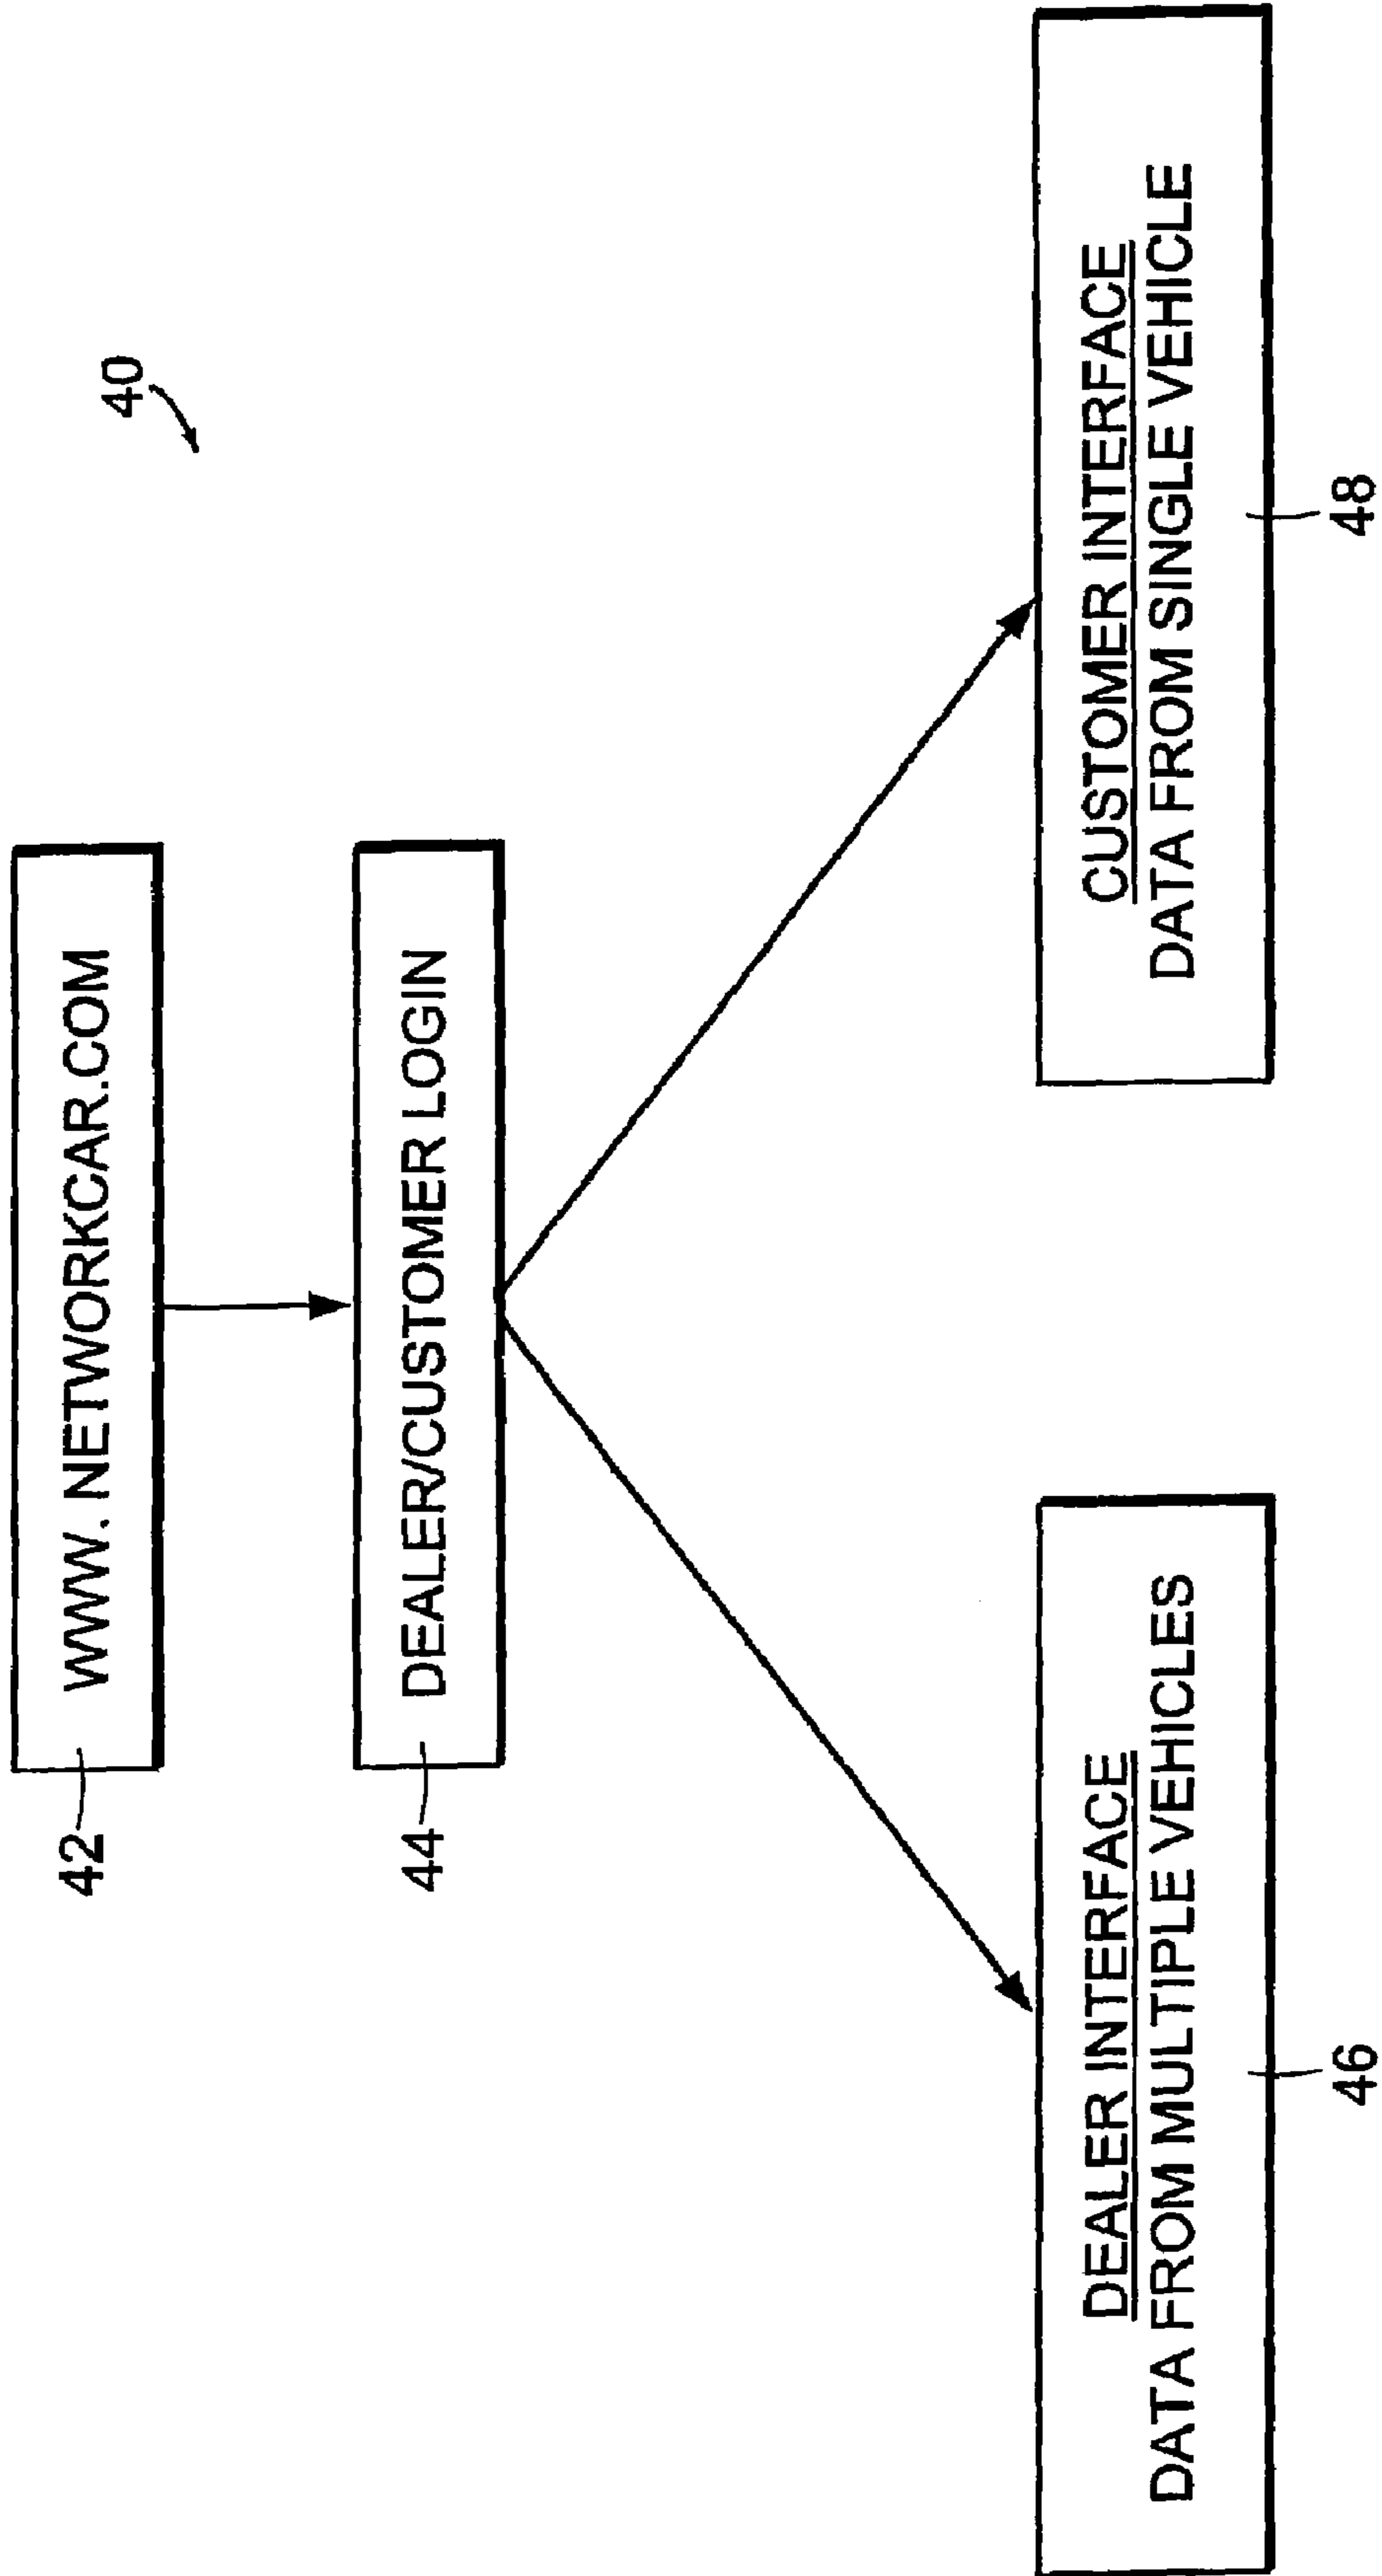 40
42
WWW. NETWORKCAR.COM
44
DEALER/CUSTOMER LOGIN
DEALER INTERFACE
DATA FROM MULTIPLE VEHICLES
46
CUSTOMER INTERFACE
DATA FROM SINGLE VEHICLE
48